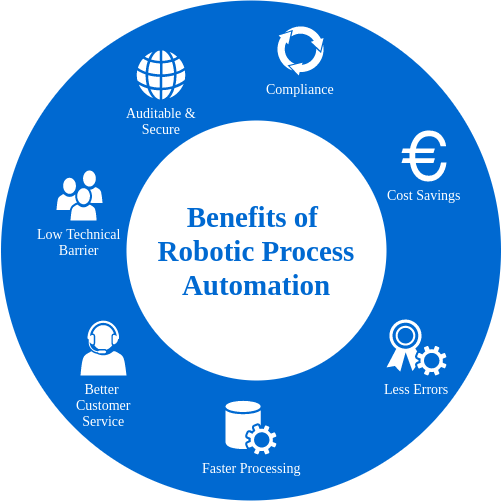 Compliance
Auditable &
Secure
Cost Savings
Benefits of
Robotic Process
Automation
Low Technical
Barrier
Less Errors
Better
Customer
Service
Faster Processing